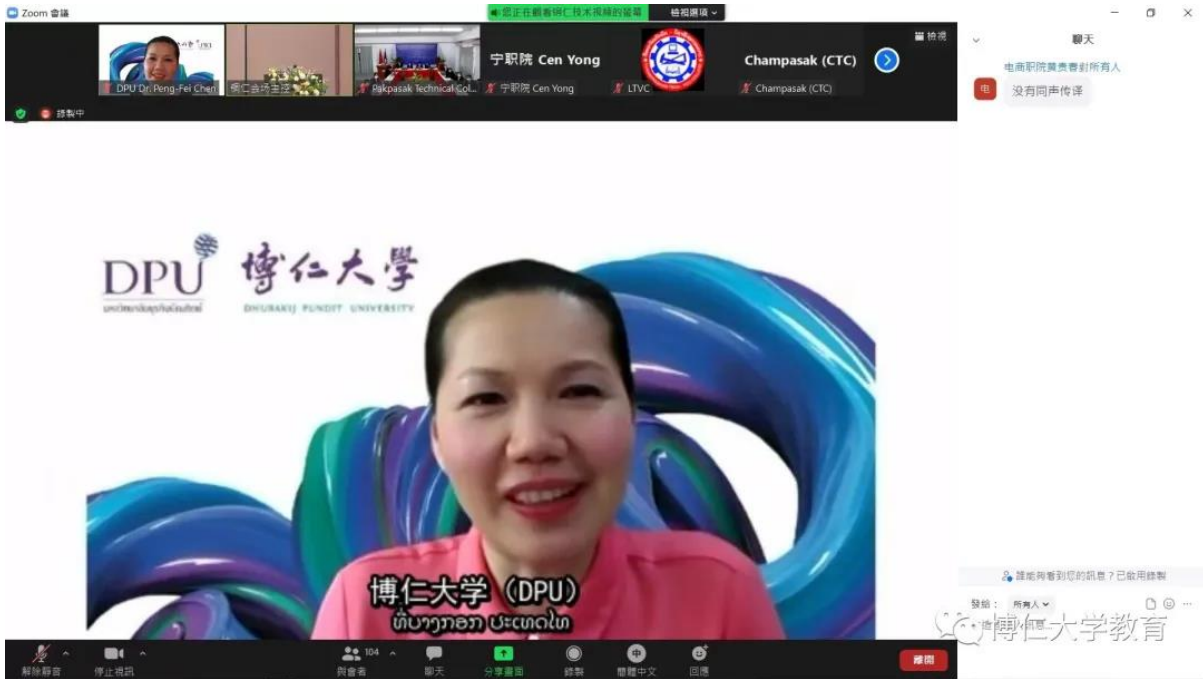 Zoom 會議
您正在觀看铜仁技术視頻的螢幕
檢視選項
檢視
DPU Dr. Peng-Fei Chen
铜仁会场主控
Pakpasak Technical Col...
宁职院 Cen Yong
宁职院 Cen Yong
LTVC
Champasak (CTC)
Champasak (CTC)
錄製中
聊天
电商职院黄贵春對所有人
电
没有同声传译
DPU
博仁大學
DHURAKIJ PUNDIT UNIVERSITY
博仁大学（DPU）
ທີ່ບາງກອກ ປະເທດໄທ
誰能夠看到您的訊息？已啟用錄製
發給：
所有人
博仁大学教育
解除靜音
停止視訊
104
與會者
聊天
分享畫面
錄製
簡體中文
回應
離開